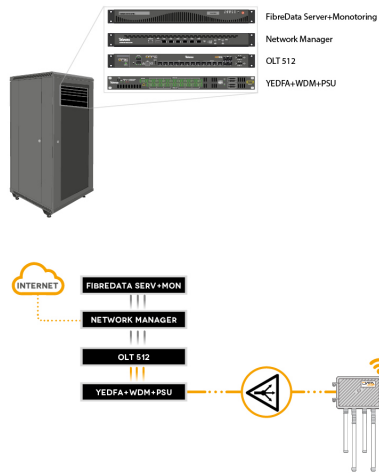 FibreData Server+Monotoring
Network Manager
OLT 512
YEDFA+WDM+PSU
INTERNET
FIBREDATA SERV+MON
NETWORK MANAGER
OLT 512
YEDFA+WDM+PSU